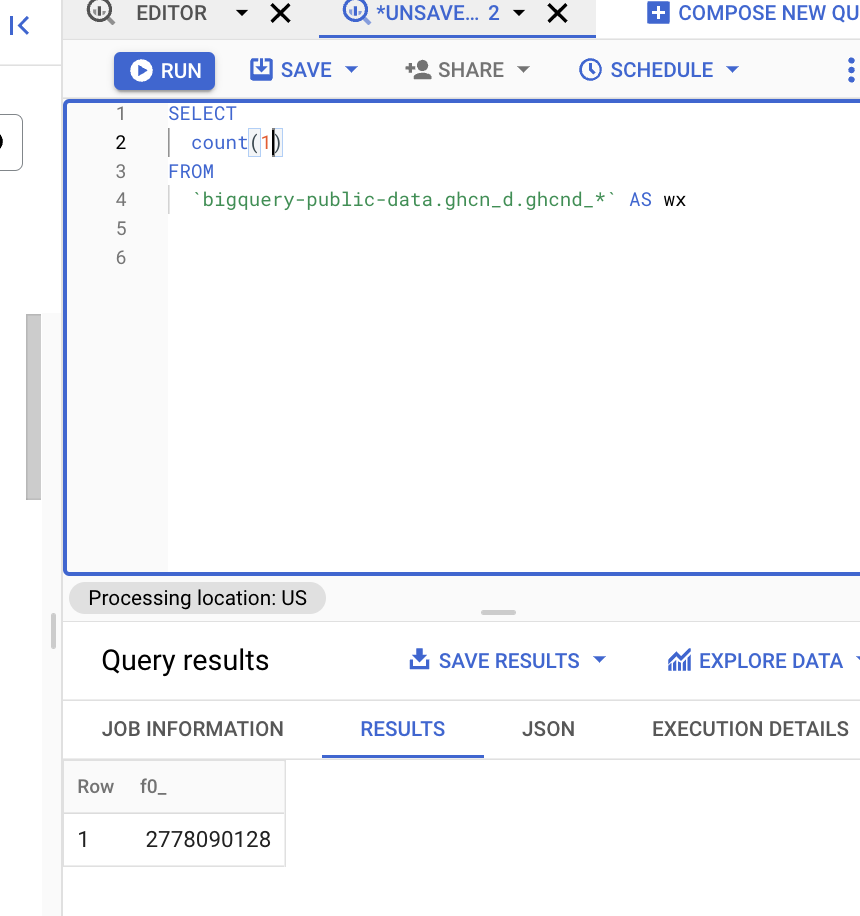 EDITOR *UNSAVE... 2 COMPOSE NEW QU
RUN SAVE SHARE SCHEDULE
1 SELECT
2 count(1)
3 FROM
4 `bigquery-public-data.ghcn_d.ghcnd_*` AS wx
5
6
Processing location: US
Query results SAVE RESULTS EXPLORE DATA
JOB INFORMATION RESULTS JSON EXECUTION DETAILS
Row f0_
1 2778090128